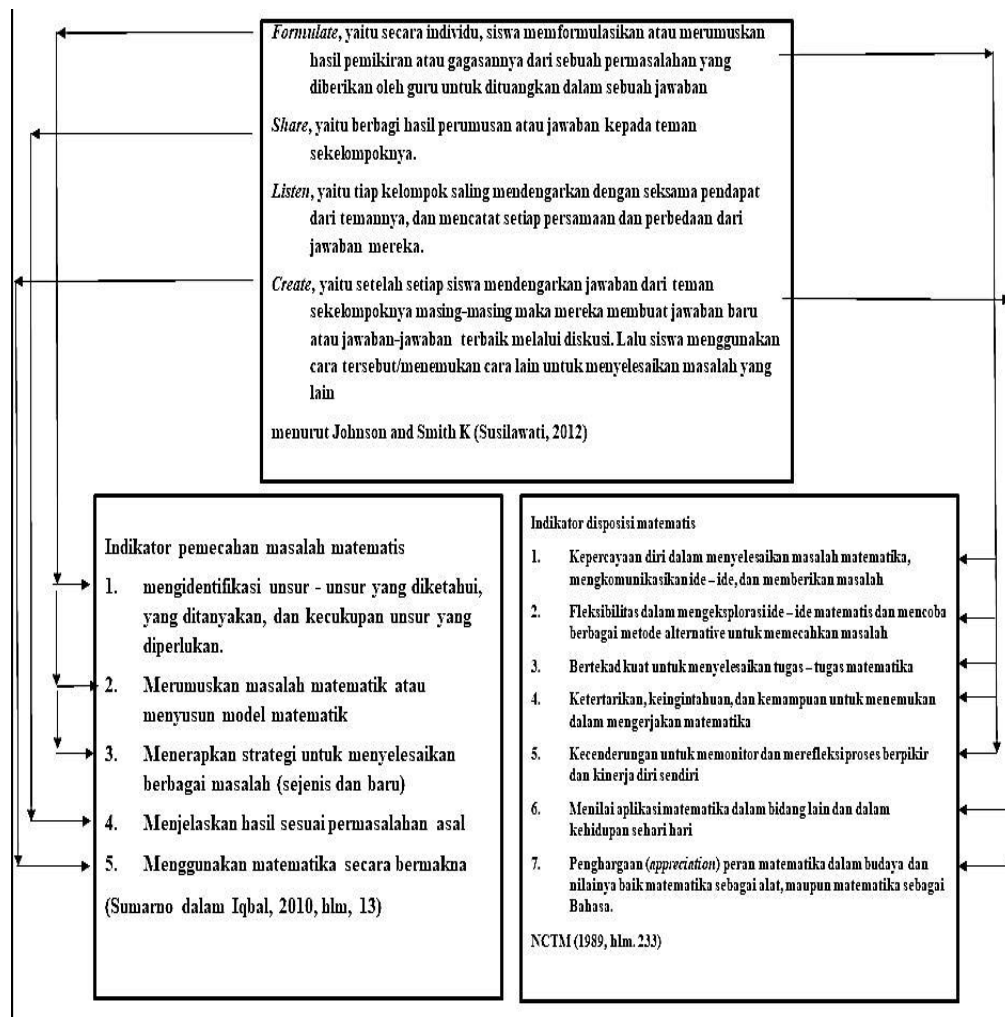 Formulate, yaitu secara individu, siswa memformulasikan atau merumuskan
hasil pemikiran atau gagasannya dari sebuah permasalahan yang
diberikan oleh guru untuk dituangkan dalam sebuah jawaban
Share, yaitu berbagi hasil perumusan atau jawaban kepada teman
sekelompoknya.
Listen, yaitu tiap kelompok saling mendengarkan dengan seksama pendapat
dari temannya, dan mencatat setiap persamaan dan perbedaan dari
jawaban mereka.
Create, yaitu setelah setiap siswa mendengarkan jawaban dari teman
sekelompoknya masing-masing maka mereka membuat jawaban baru
atau jawaban-jawaban terbaik melalui diskusi. Lalu siswa menggunakan
cara tersebut/menemukan cara lain untuk menyelesaikan masalah yang
lain
menurut Johnson and Smith K (Susilawati, 2012)
Indikator pemecahan masalah matematis
1. mengidentifikasi unsur - unsur yang diketahui,
yang ditanyakan, dan kecukupan unsur yang
diperlukan.
2. Merumuskan masalah matematik atau
menyusun model matematik
3. Menerapkan strategi untuk menyelesaikan
berbagai masalah (sejenis dan baru)
4. Menjelaskan hasil sesuai permasalahan asal
5. Menggunakan matematika secara bermakna
(Sumarno dalam Iqbal, 2010, hlm, 13)
Indikator disposisi matematis
1. Kepercayaan diri dalam menyelesaikan masalah matematika,
mengkomunikasikan ide – ide, dan memberikan masalah
2. Fleksibilitas dalam mengeksplorasi ide – ide matematis dan mencoba
berbagai metode alternative untuk memecahkan masalah
3. Bertekad kuat untuk menyelesaikan tugas – tugas matematika
4. Ketertarikan, keingintahuan, dan kemampuan untuk menemukan
dalam mengerjakan matematika
5. Kecenderungan untuk memonitor dan merefleksi proses berpikir
dan kinerja diri sendiri
6. Menilai aplikasi matematika dalam bidang lain dan dalam
kehidupan sehari hari
7. Penghargaan (appreciation) peran matematika dalam budaya dan
nilainya baik matematika sebagai alat, maupun matematika sebagai
Bahasa.
NCTM (1989, hlm. 233)